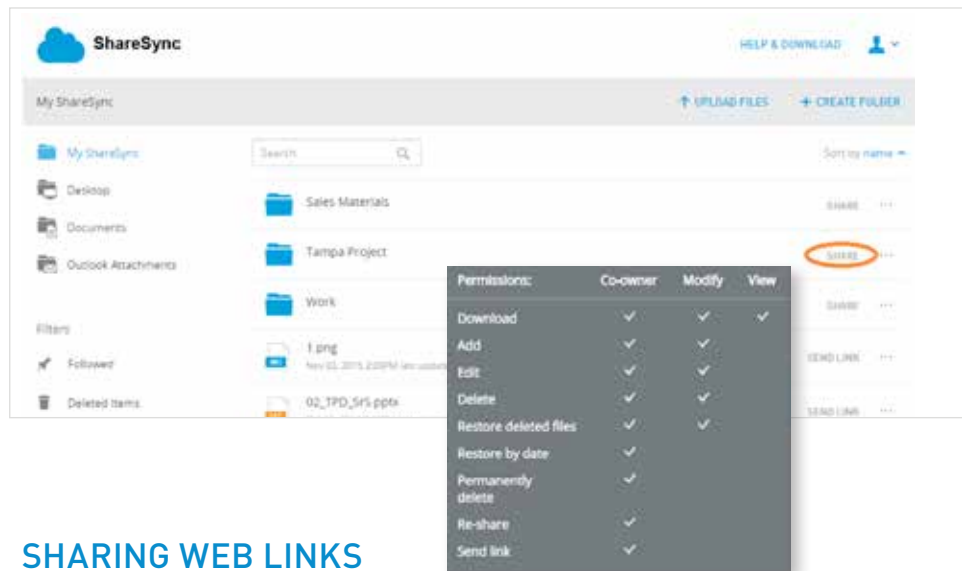 ShareSync
HELP & DOWNLOAD
My ShareSync
UPLOAD FILES
+ CREATE FOLDER
My ShareSync
Search
Sort by name
Desktop
Documents
Outlook Attachments
Filters
Followed
Deleted Items
Sales Materials
SHARE
Tampa Project
SHARE
Work
SHARE
1.png
SEND LINK
02_TPD_SrS.pptx
SEND LINK
Permissions: Co-owner Modify View
Download
Add
Edit
Delete
Restore deleted files
Restore by date
Permanently
delete
Re-share
Send link
SHARING WEB LINKS